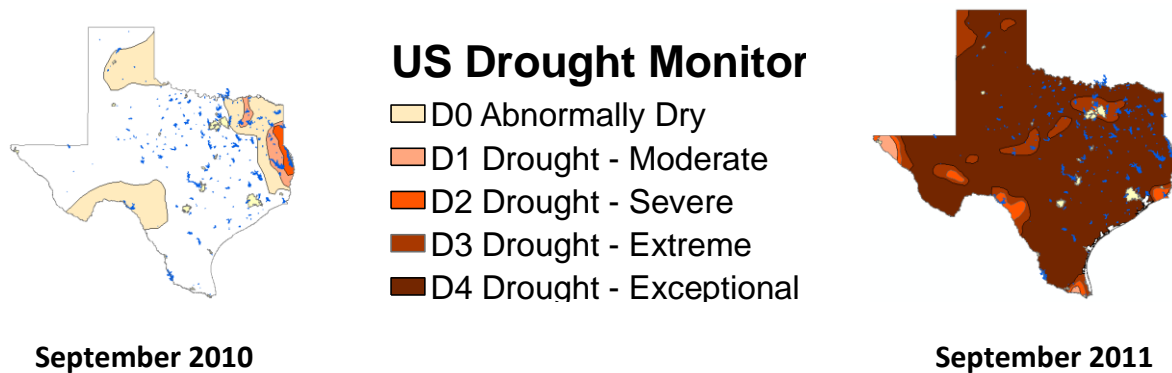 US Drought Monitor
D0 Abnormally Dry
D1 Drought - Moderate
D2 Drought - Severe
D3 Drought - Extreme
D4 Drought - Exceptional
September 2010
September 2011